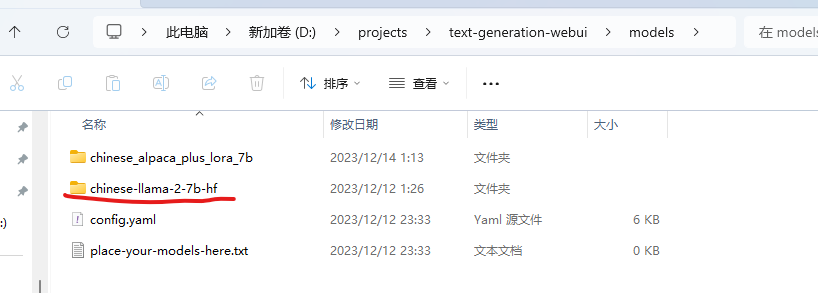 此电脑 新加卷 (D:) projects text-generation-webui models 在 models
排序 查看 ...
名称 修改日期 类型 大小
chinese_alpaca_plus_lora_7b 2023/12/14 1:13 文件夹
chinese-llama-2-7b-hf 2023/12/12 1:26 文件夹
:) config.yaml 2023/12/12 23:33 Yaml 源文件 6 KB
place-your-models-here.txt 2023/12/12 23:33 文本文档 0 KB